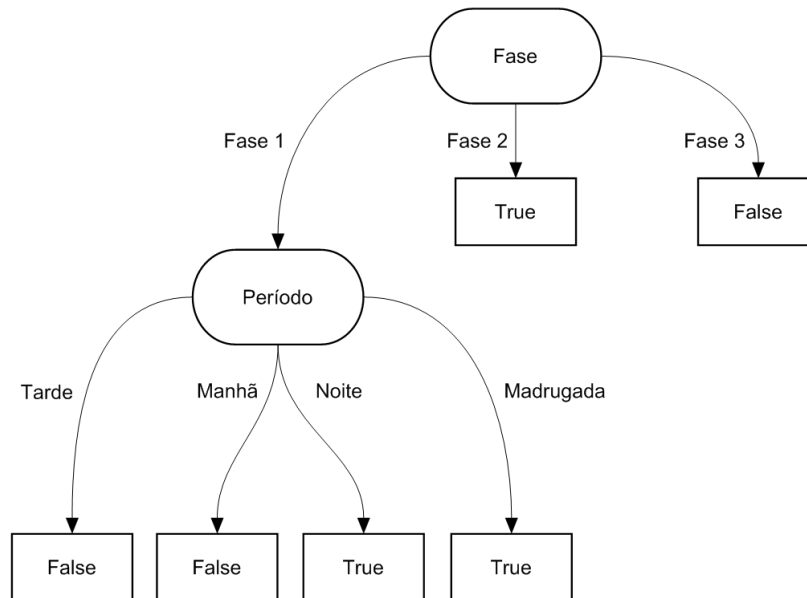 Fase
Fase 1
Fase 2
Fase 3
True
False
Período
Tarde
Manhã
Noite
Madrugada
False
False
True
True